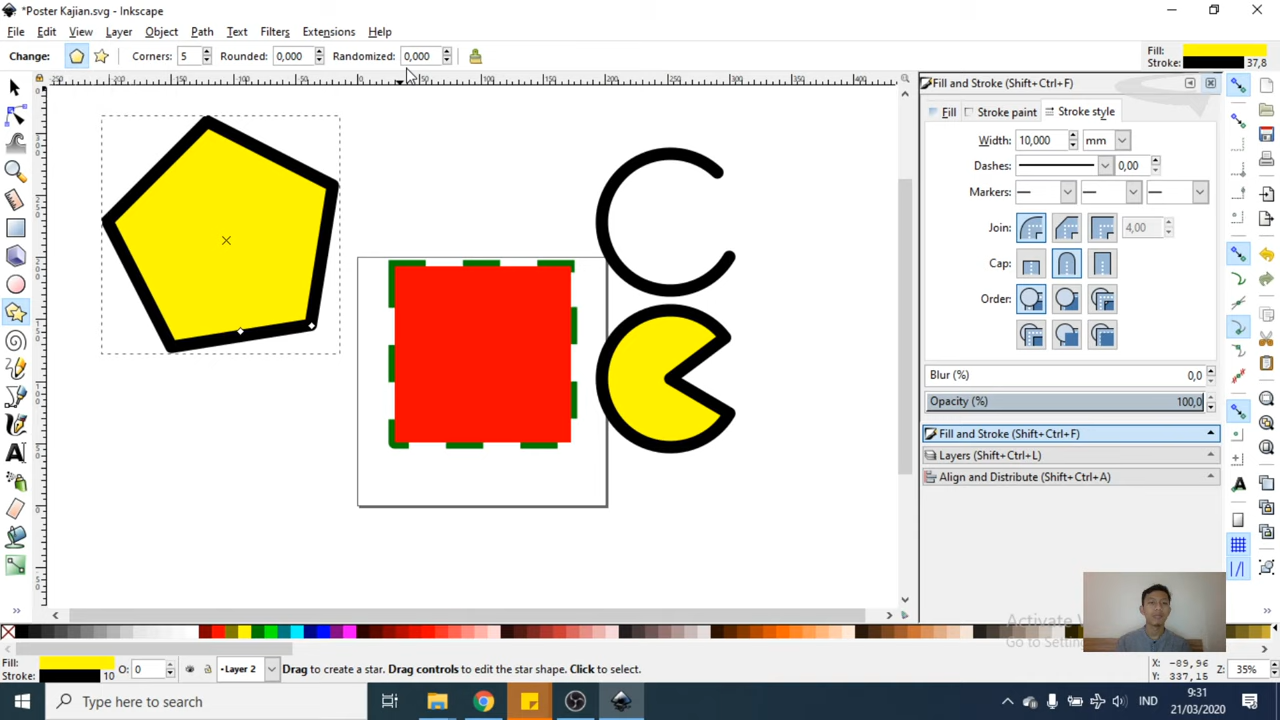 *Poster Kajian.svg - Inkscape
File Edit View Layer Object Path Text Filters Extensions Help
Change: Corners: 5 Rounded: 0,000 Randomized: 0,000 Fill: Stroke: 37,8
Fill and Stroke (Shift+Ctrl+F)
Fill Stroke paint Stroke style
Width: 10,000 mm
Dashes: 0,00
Markers:
Join: 4,00
Cap:
Order:
Blur (%) 0,0
Opacity (%) 100,0
Fill and Stroke (Shift+Ctrl+F)
Layers (Shift+Ctrl+L)
Align and Distribute (Shift+Ctrl+A)
Activate
Go to Settin
Fill: Stroke: 10 O: 0 Layer 2 Drag to create a star. Drag controls to edit the star shape. Click to select. X: -89,96 Y: 337,15 Z: 35%
Type here to search
IND
9:31
21/03/2020